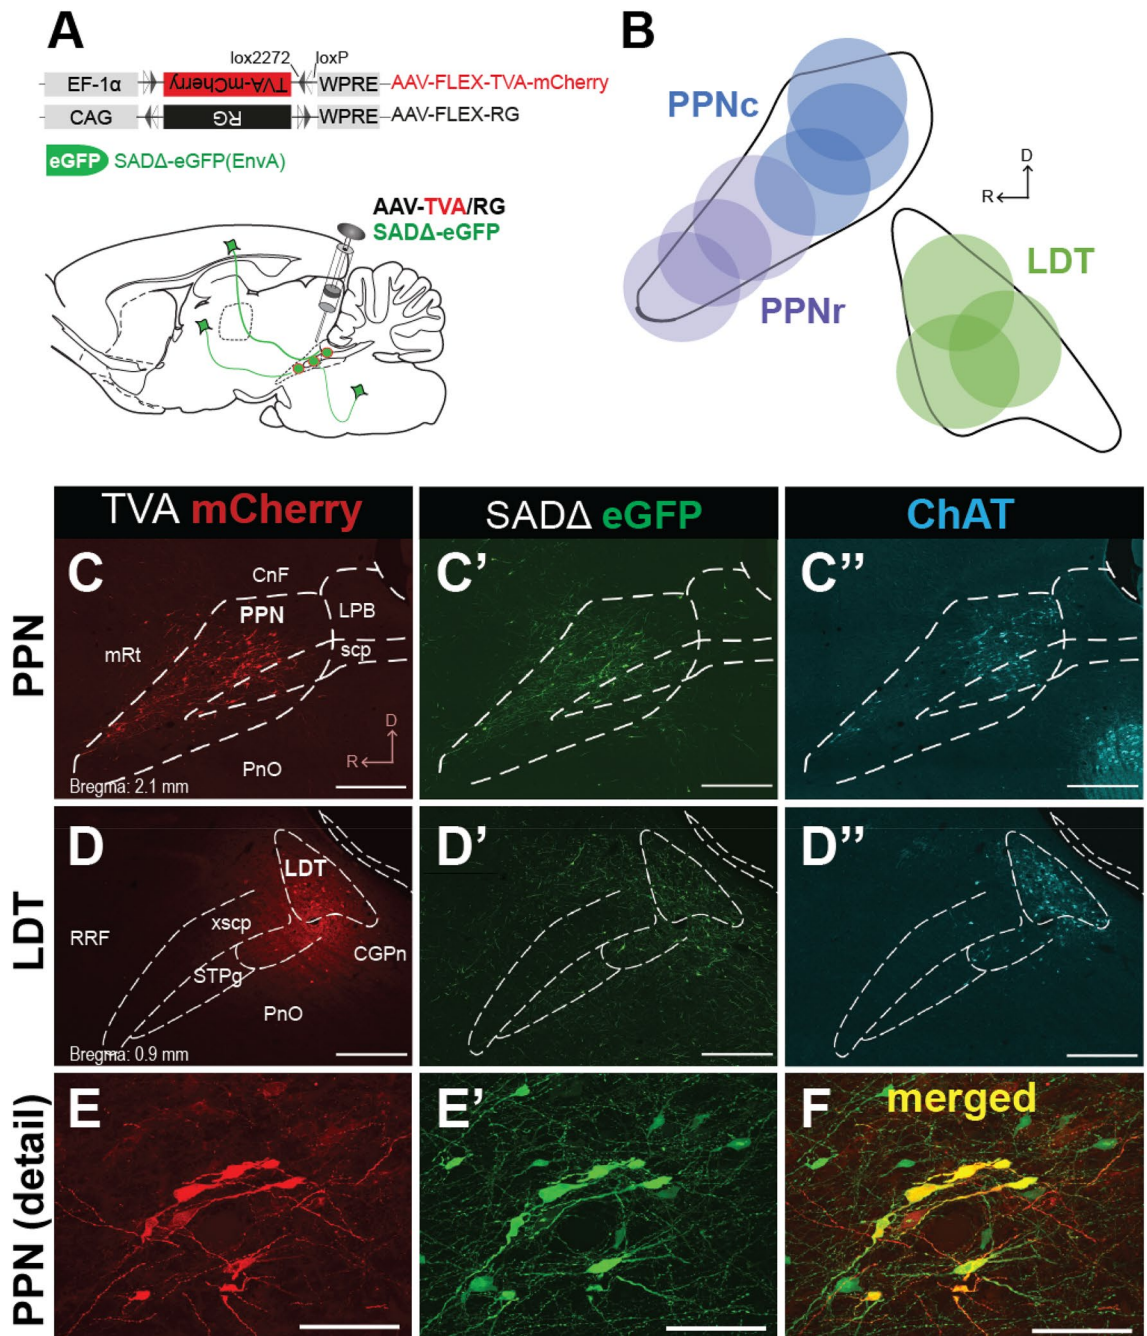 A
lox2272 loxP
EF-1α TVA-mCherry WPRE AAV-FLEX-TVA-mCherry
CAG RG WPRE AAV-FLEX-RG
eGFP SADΔ-eGFP(EnvA)
AAV-TVA/RG
SADΔ-eGFP
B
PPNc
PPNr
LDT
D
R
TVA mCherry
SADΔ eGFP
ChAT
PPN
C
CnF
PPN
LPB
mRt
scp
D
R
PnO
Bregma: 2.1 mm
C'
C''
LDT
D
LDT
xscp
RRF
CGPn
STPg
PnO
Bregma: 0.9 mm
D'
D''
PPN (detail)
E
E'
F merged